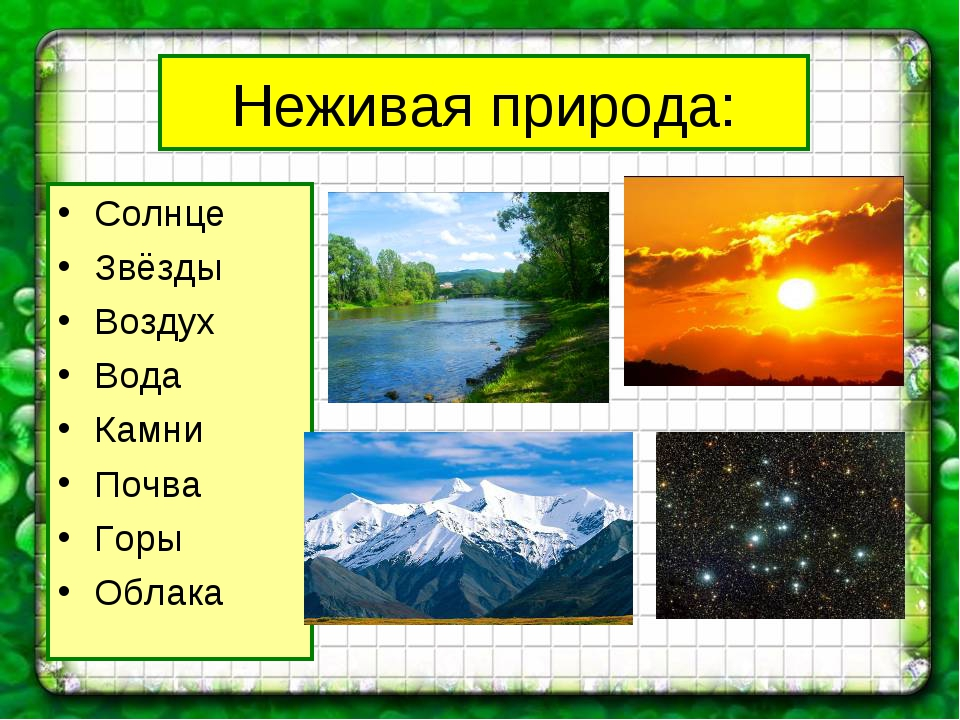 Неживая природа:
• Солнце
• Звёзды
• Воздух
• Вода
• Камни
• Почва
• Горы
• Облака